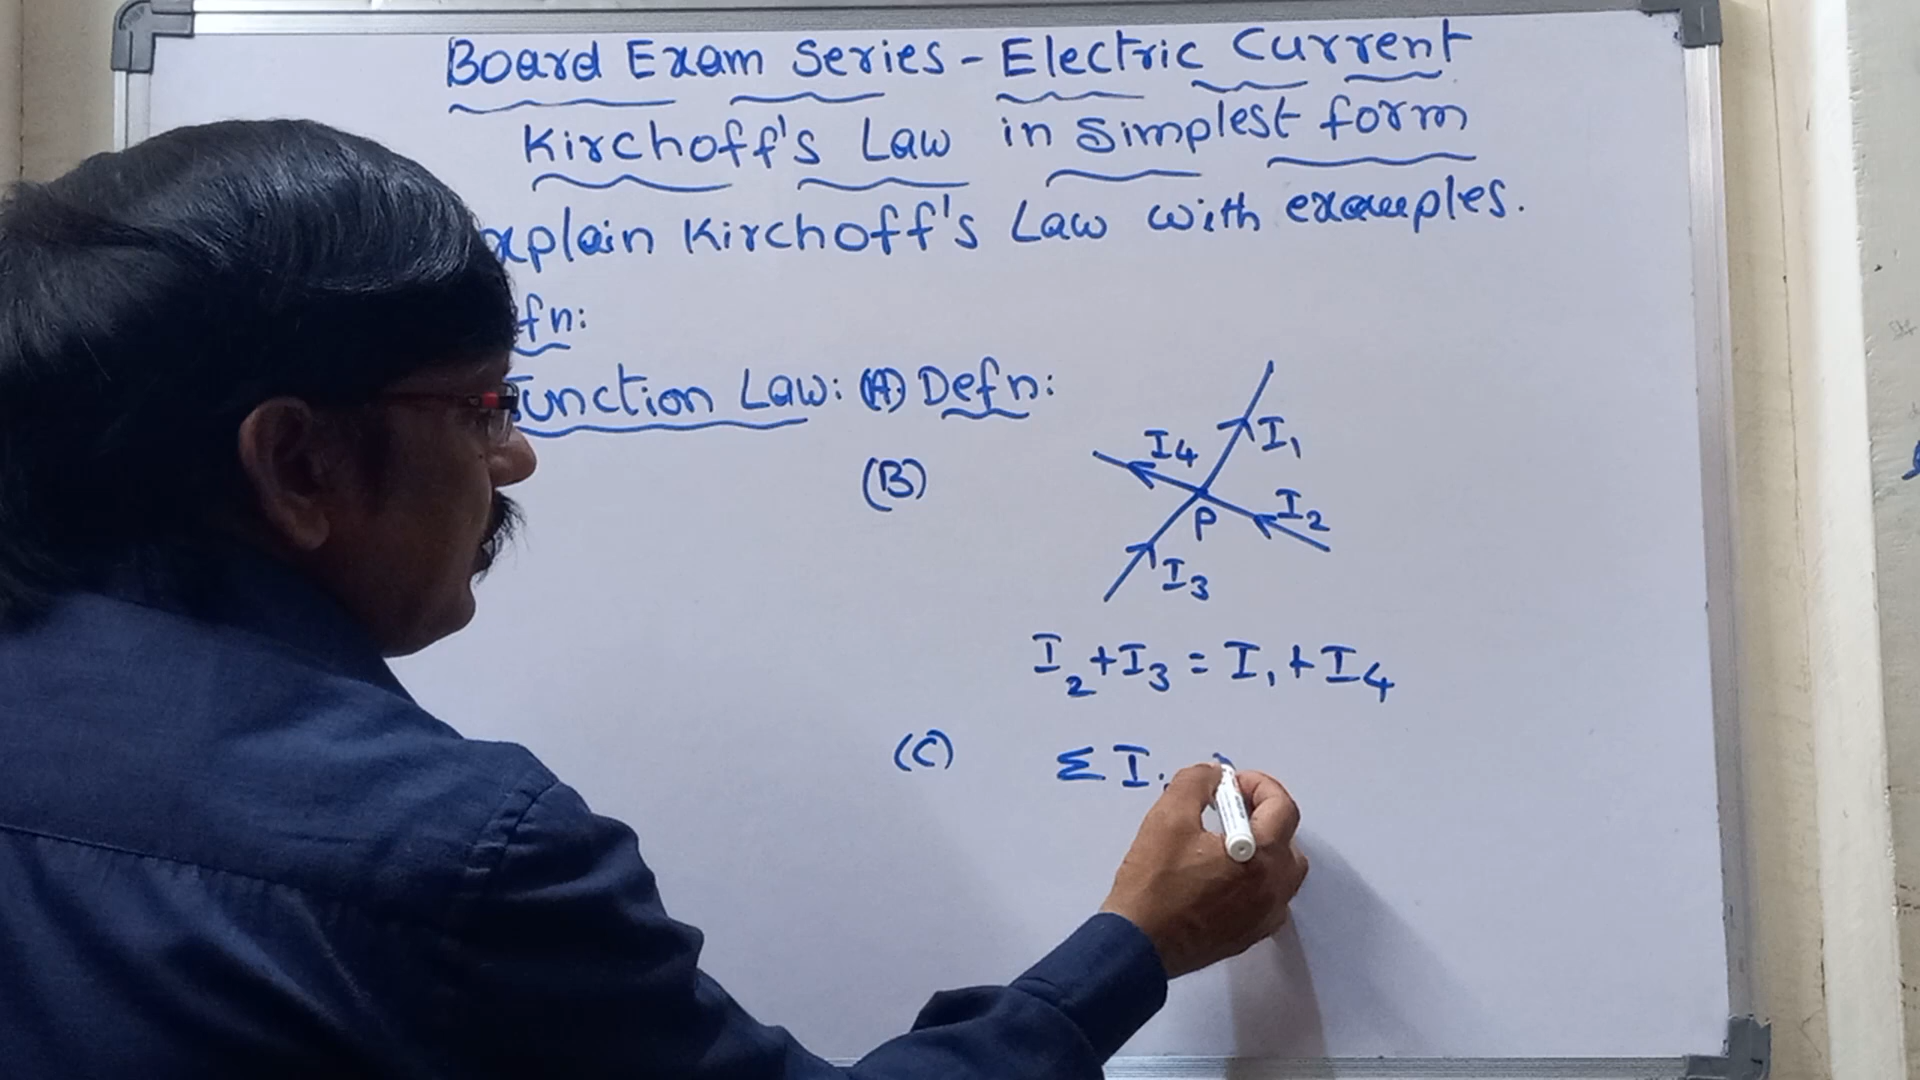 Board Exam Series - Electric Current
Kirchoff's Law in Simplest form
xplain Kirchoff's Law with examples.
fn:
Junction Law: (A) Defn:
(B)
I4 I1
P I2
I3
I2+I3 = I1+I4
(C) Σ I